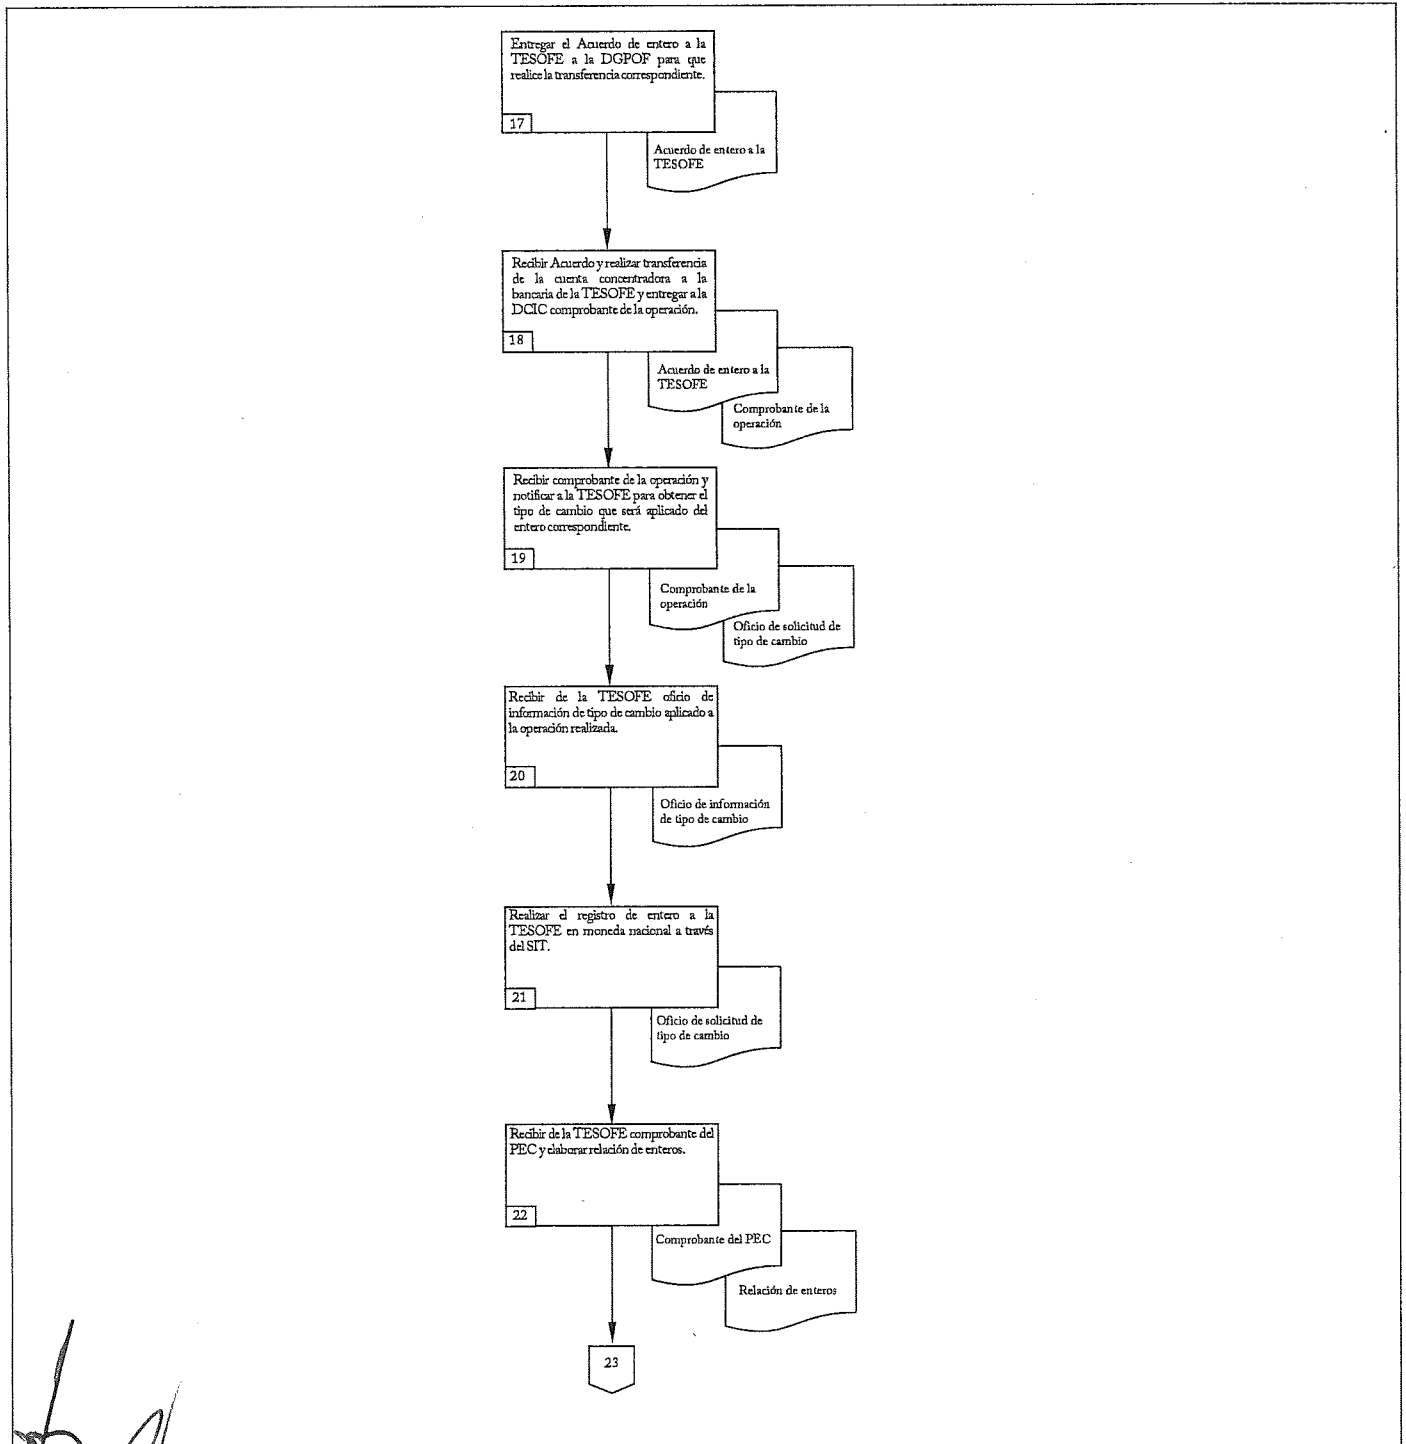 Entregar el Acuerdo de entero a la
TESOFE a la DGPOF para que
realice la transferencia correspondiente.
17
Acuerdo de entero a la
TESOFE
Recibir Acuerdo y realizar transferencia
de la cuenta concentradora a la
bancaria de la TESOFE y entregar a la
DCIC comprobante de la operación.
18
Acuerdo de entero a la
TESOFE
Comprobante de la
operación
Recibir comprobante de la operación y
notificar a la TESOFE para obtener el
tipo de cambio que será aplicado del
entero correspondiente.
19
Comprobante de la
operación
Oficio de solicitud de
tipo de cambio
Recibir de la TESOFE oficio de
información de tipo de cambio aplicado a
la operación realizada.
20
Oficio de información
de tipo de cambio
Realizar el registro de entero a la
TESOFE en moneda nacional a través
del SIT.
21
Oficio de solicitud de
tipo de cambio
Recibir de la TESOFE comprobante del
PEC y elaborar relación de enteros.
22
Comprobante del PEC
Relación de enteros
23